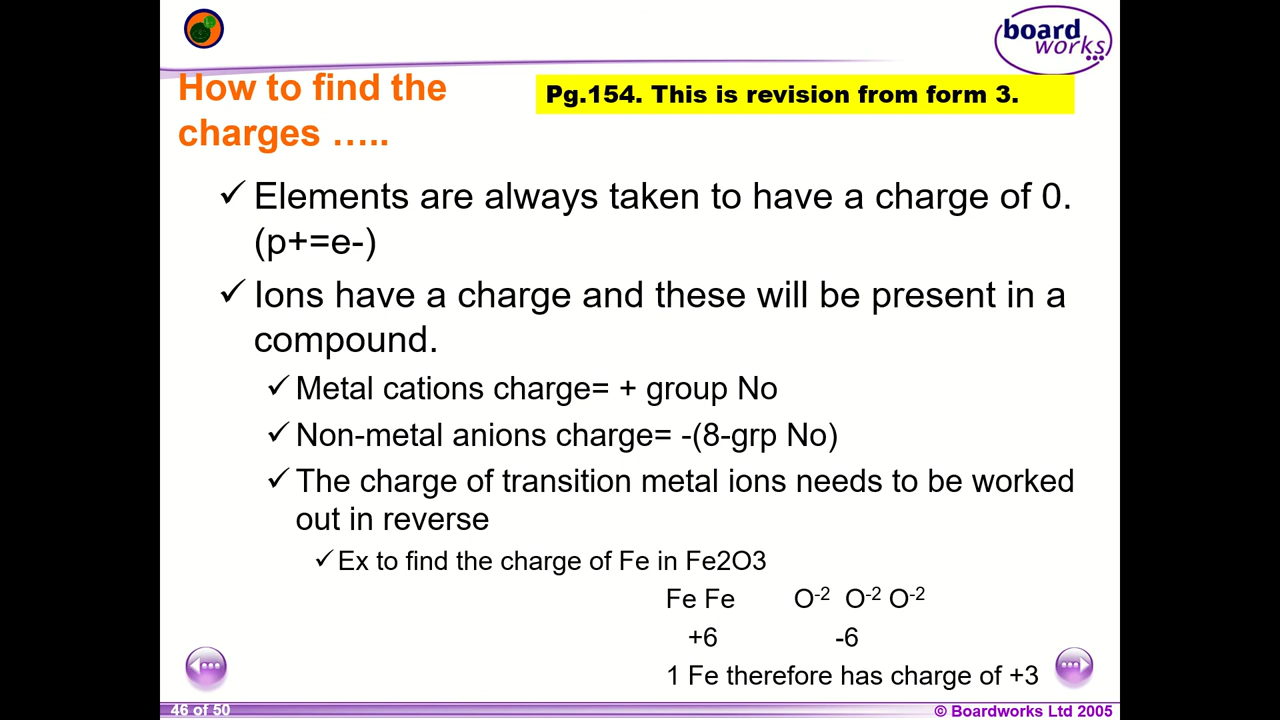 board
works
How to find the
charges …..
Pg.154. This is revision from form 3.
✓ Elements are always taken to have a charge of 0.
(p+=e-)
✓ Ions have a charge and these will be present in a
compound.
✓ Metal cations charge= + group No
✓ Non-metal anions charge= -(8-grp No)
✓ The charge of transition metal ions needs to be worked
out in reverse
✓ Ex to find the charge of Fe in Fe2O3
Fe Fe O⁻² O⁻² O⁻²
+6 -6
1 Fe therefore has charge of +3
46 of 50
© Boardworks Ltd 2005